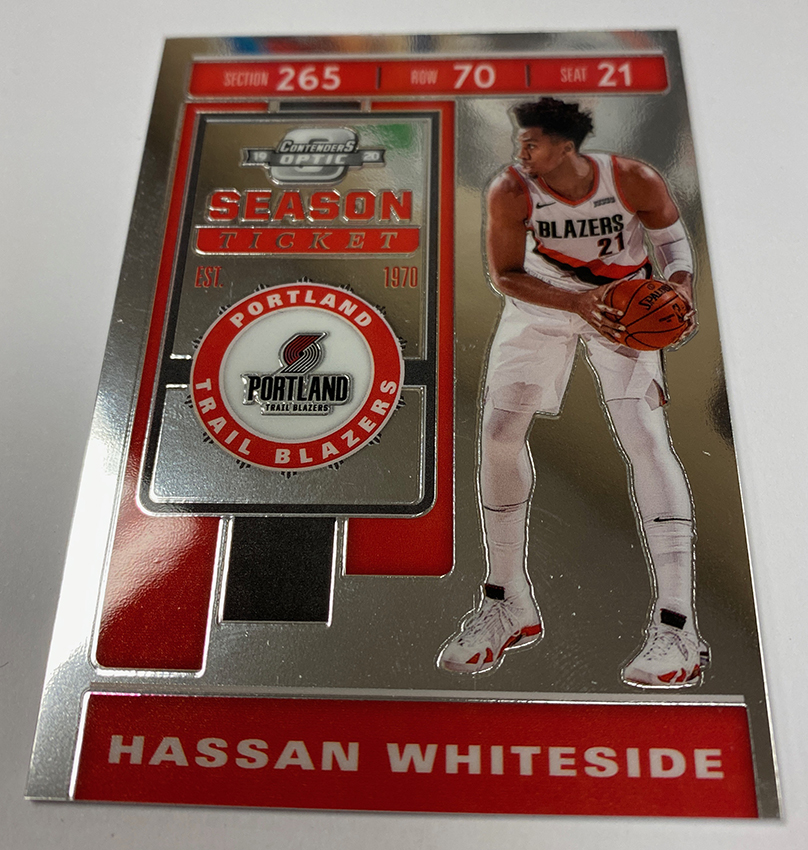 SECTION 265 ROW 70 SEAT 21
CONTENDERS
19 OPTIC 20
SEASON
TICKET
EST. 1970
PORTLAND
PORTLAND
TRAIL BLAZERS
TRAIL BLAZERS
BLAZERS
21
SPALDING
HASSAN WHITESIDE